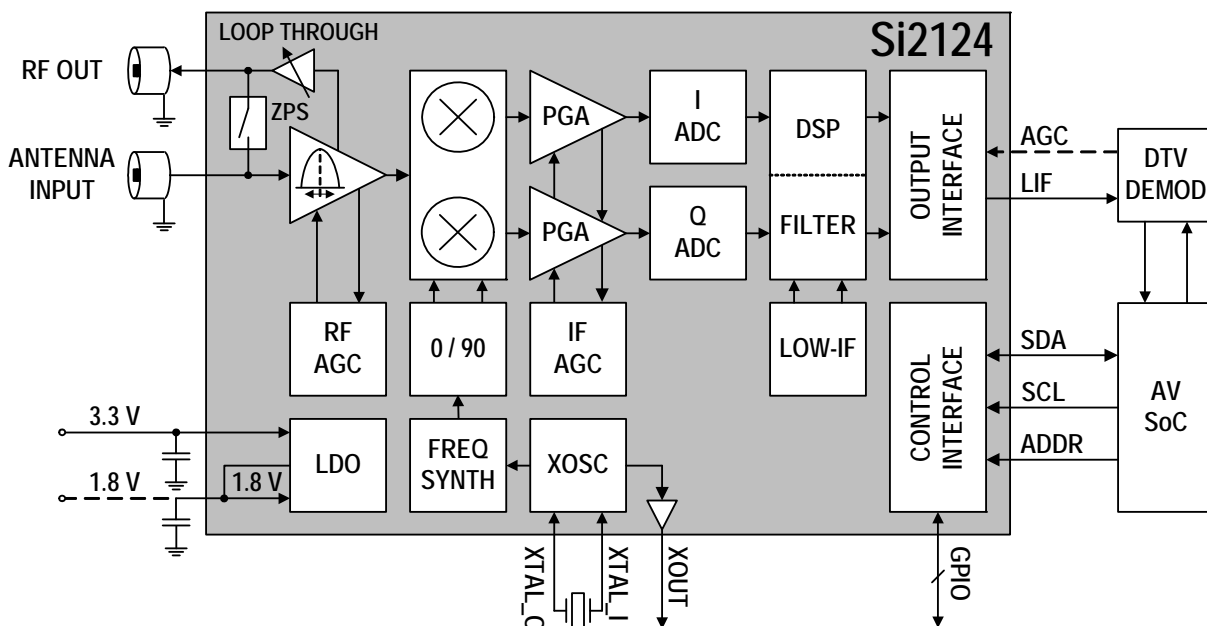 Si2124
LOOP THROUGH
RF OUT
ZPS
ANTENNA
INPUT
PGA
PGA
I
ADC
Q
ADC
DSP
FILTER
OUTPUT
INTERFACE
AGC
LIF
DTV
DEMOD
RF
AGC
0 / 90
IF
AGC
LOW-IF
CONTROL
INTERFACE
SDA
SCL
ADDR
AV
SoC
3.3 V
1.8 V
1.8 V
LDO
FREQ
SYNTH
XOSC
XTAL_O
XTAL_I
XOUT
GPIO